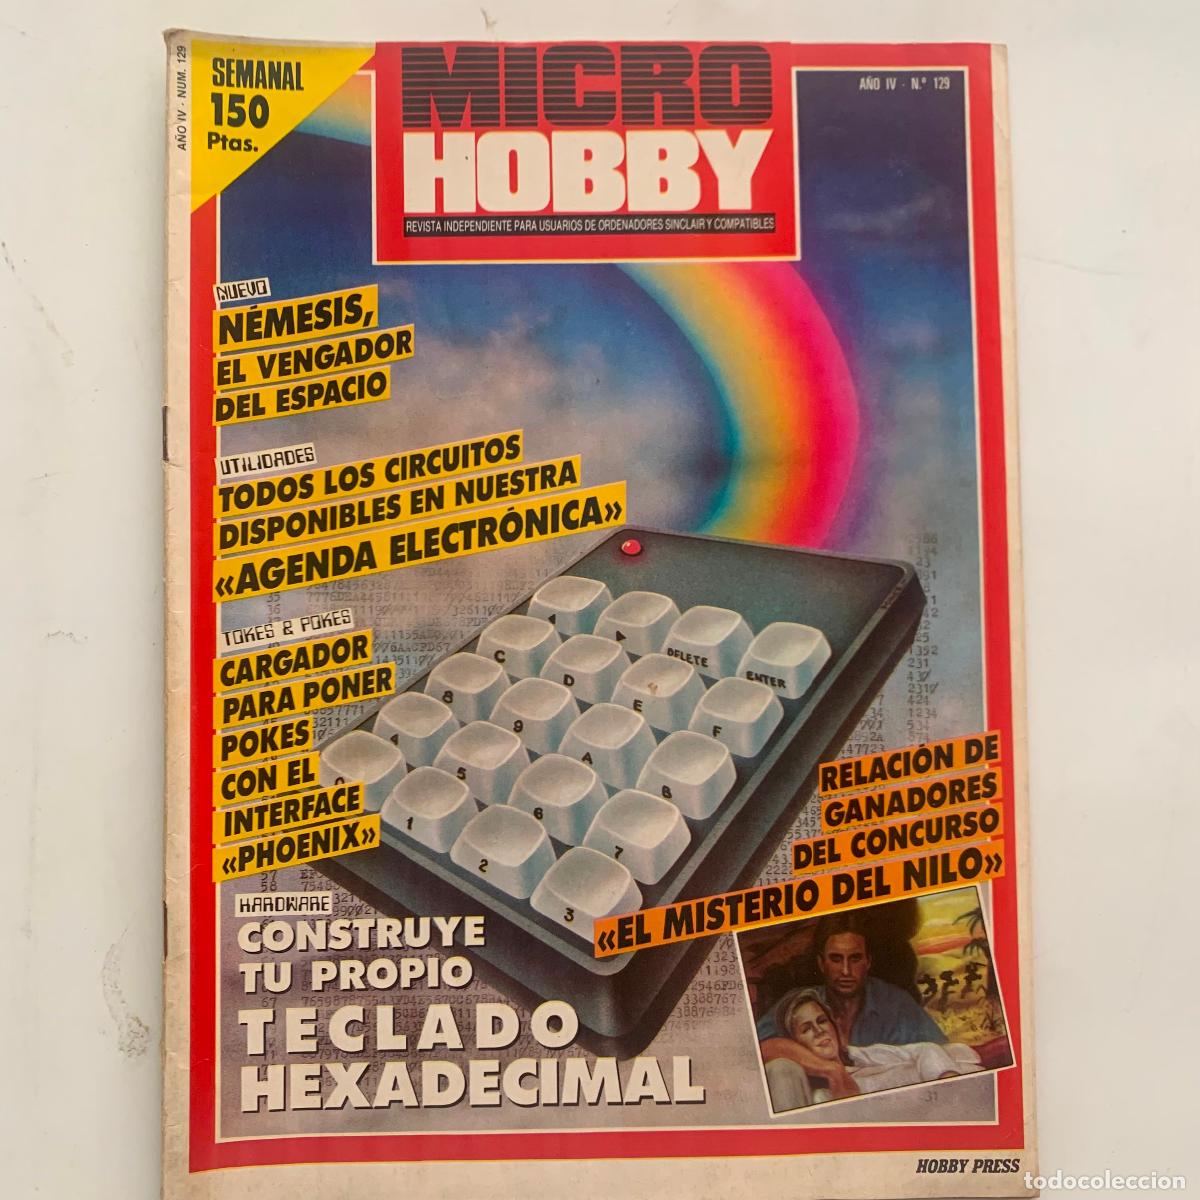 AÑO IV - NUM. 129
SEMANAL
150
Ptas.
MICRO
HOBBY
REVISTA INDEPENDIENTE PARA USUARIOS DE ORDENADORES SINCLAIR Y COMPATIBLES
AÑO IV - N.º 129
NUEVO
NÉMESIS,
EL VENGADOR
DEL ESPACIO
UTILIDADES
TODOS LOS CIRCUITOS
DISPONIBLES EN NUESTRA
«AGENDA ELECTRÓNICA»
TOKES & POKES
CARGADOR
PARA PONER
POKES
CON EL
INTERFACE
«PHOENIX»
DELETE
ENTER
C
D
E
F
8
9
A
B
4
5
6
7
0
1
2
3
RELACIÓN DE
GANADORES
DEL CONCURSO
«EL MISTERIO DEL NILO»
HARDWARE
CONSTRUYE
TU PROPIO
TECLADO
HEXADECIMAL
HOBBY PRESS
todocoleccion